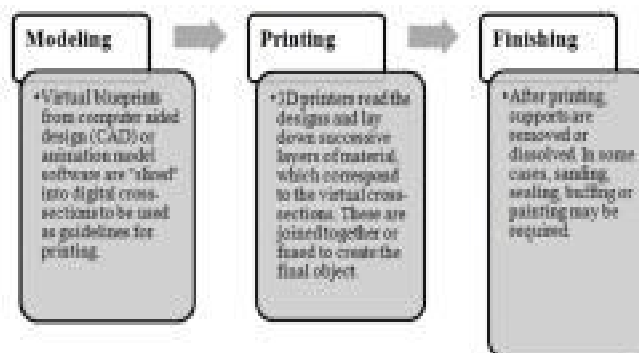 Modeling
•Virtual blueprints
from computer aided
design (CAD) or
animation model
software are "sliced"
into digital cross-
sections to be used
as guidelines for
printing.
Printing
•3D printers read the
designs and lay
down successive
layers of material,
which correspond
to the virtual cross-
sections. These are
joined together or
fused to create the
final object.
Finishing
•After printing,
supports are
removed or
dissolved. In some
cases, sanding,
sealing, buffing or
painting may be
required.